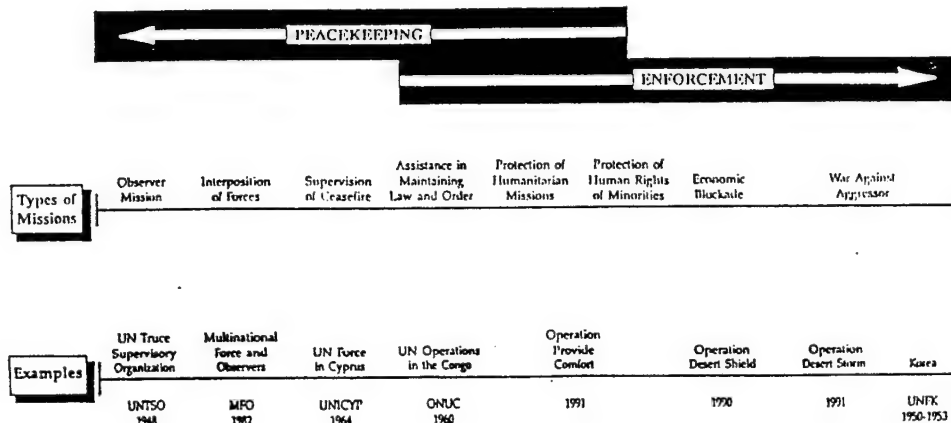 PEACEKEEPING
ENFORCEMENT
Types of
Missions
Observer
Mission
Interposition
of Forces
Supervision
of Ceasefire
Assistance in
Maintaining
Law and Order
Protection of
Humanitarian
Missions
Protection of
Human Rights
of Minorities
Economic
Blockade
War Against
Aggressor
Examples
UN Truce
Supervisory
Organization
Multinational
Force and
Observers
UN Force
in Cyprus
UN Operations
in the Congo
Operation
Provide
Comfort
Operation
Desert Shield
Operation
Desert Storm
Korea
UNTSO
1948
MFO
1982
UNICYP
1964
ONUC
1960
1991
1990
1991
UNFK
1950-1953